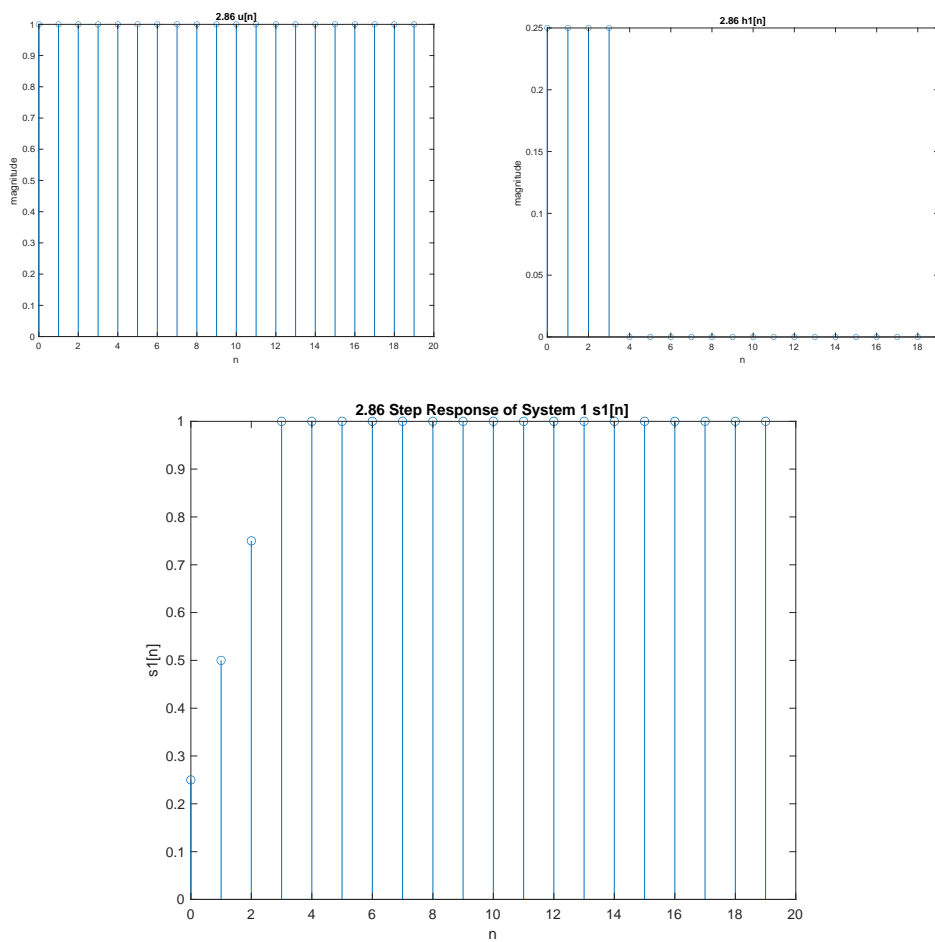 2.86 u[n]
1
0.9
0.8
0.7
0.6
0.5
0.4
0.3
0.2
0.1
0
magnitude
0 2 4 6 8 10 12 14 16 18 20
n
2.86 h1[n]
0.25
0.2
0.15
0.1
0.05
0
magnitude
0 2 4 6 8 10 12 14 16 18
n
2.86 Step Response of System 1 s1[n]
1
0.9
0.8
0.7
0.6
0.5
0.4
0.3
0.2
0.1
0
s1[n]
0 2 4 6 8 10 12 14 16 18 20
n